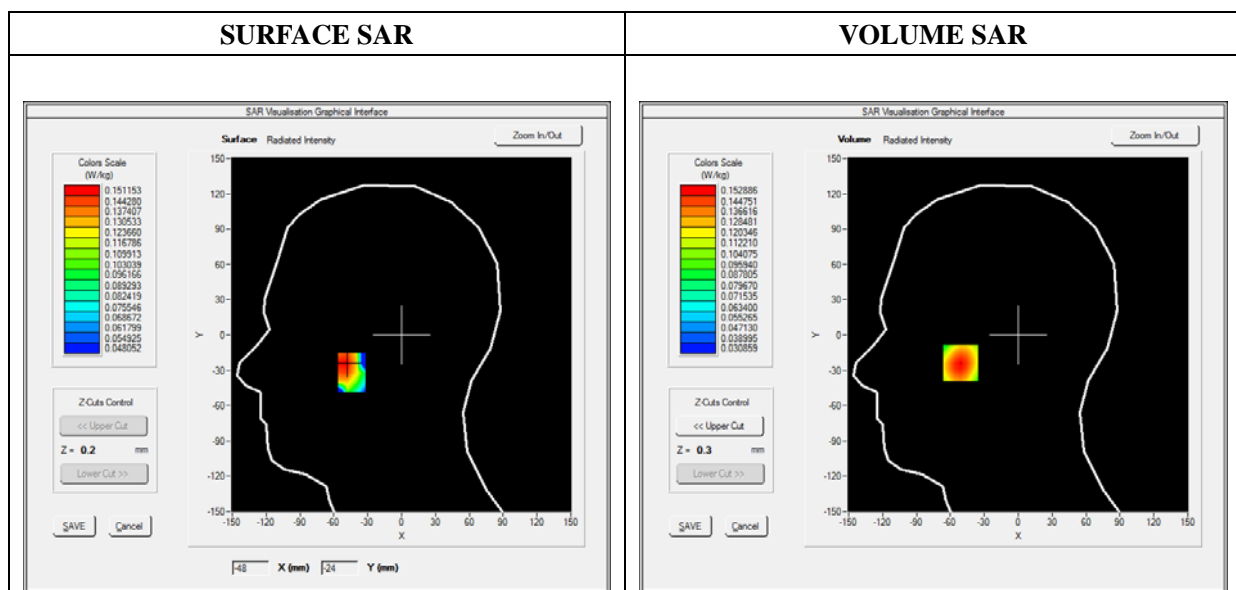 SURFACE SAR
VOLUME SAR
SAR Visualisation Graphical Interface
Surface Radiated Intensity
Zoom In/Out
Colors Scale
(W/kg)
0.151153
0.144280
0.137407
0.130533
0.123660
0.116786
0.109913
0.103039
0.096166
0.089293
0.082419
0.075546
0.068672
0.061799
0.054925
0.048052
Z-Cuts Control
<< Upper Cut
Z = 0.2 mm
Lower Cut >>
SAVE Cancel
150
120
90
60
30
0
-30
-60
-90
-120
-150
Y
-150 -120 -90 -60 -30 0 30 60 90 120 150
X
-48 X (mm) -24 Y (mm)
SAR Visualisation Graphical Interface
Volume Radiated Intensity
Zoom In/Out
Colors Scale
(W/kg)
0.152886
0.144751
0.136616
0.128481
0.120346
0.112210
0.104075
0.095940
0.087805
0.079670
0.071535
0.063400
0.055265
0.047130
0.038995
0.030859
Z-Cuts Control
<< Upper Cut
Z = 0.3 mm
Lower Cut >>
SAVE Cancel
150
120
90
60
30
0
-30
-60
-90
-120
-150
Y
-150 -120 -90 -60 -30 0 30 60 90 120 150
X